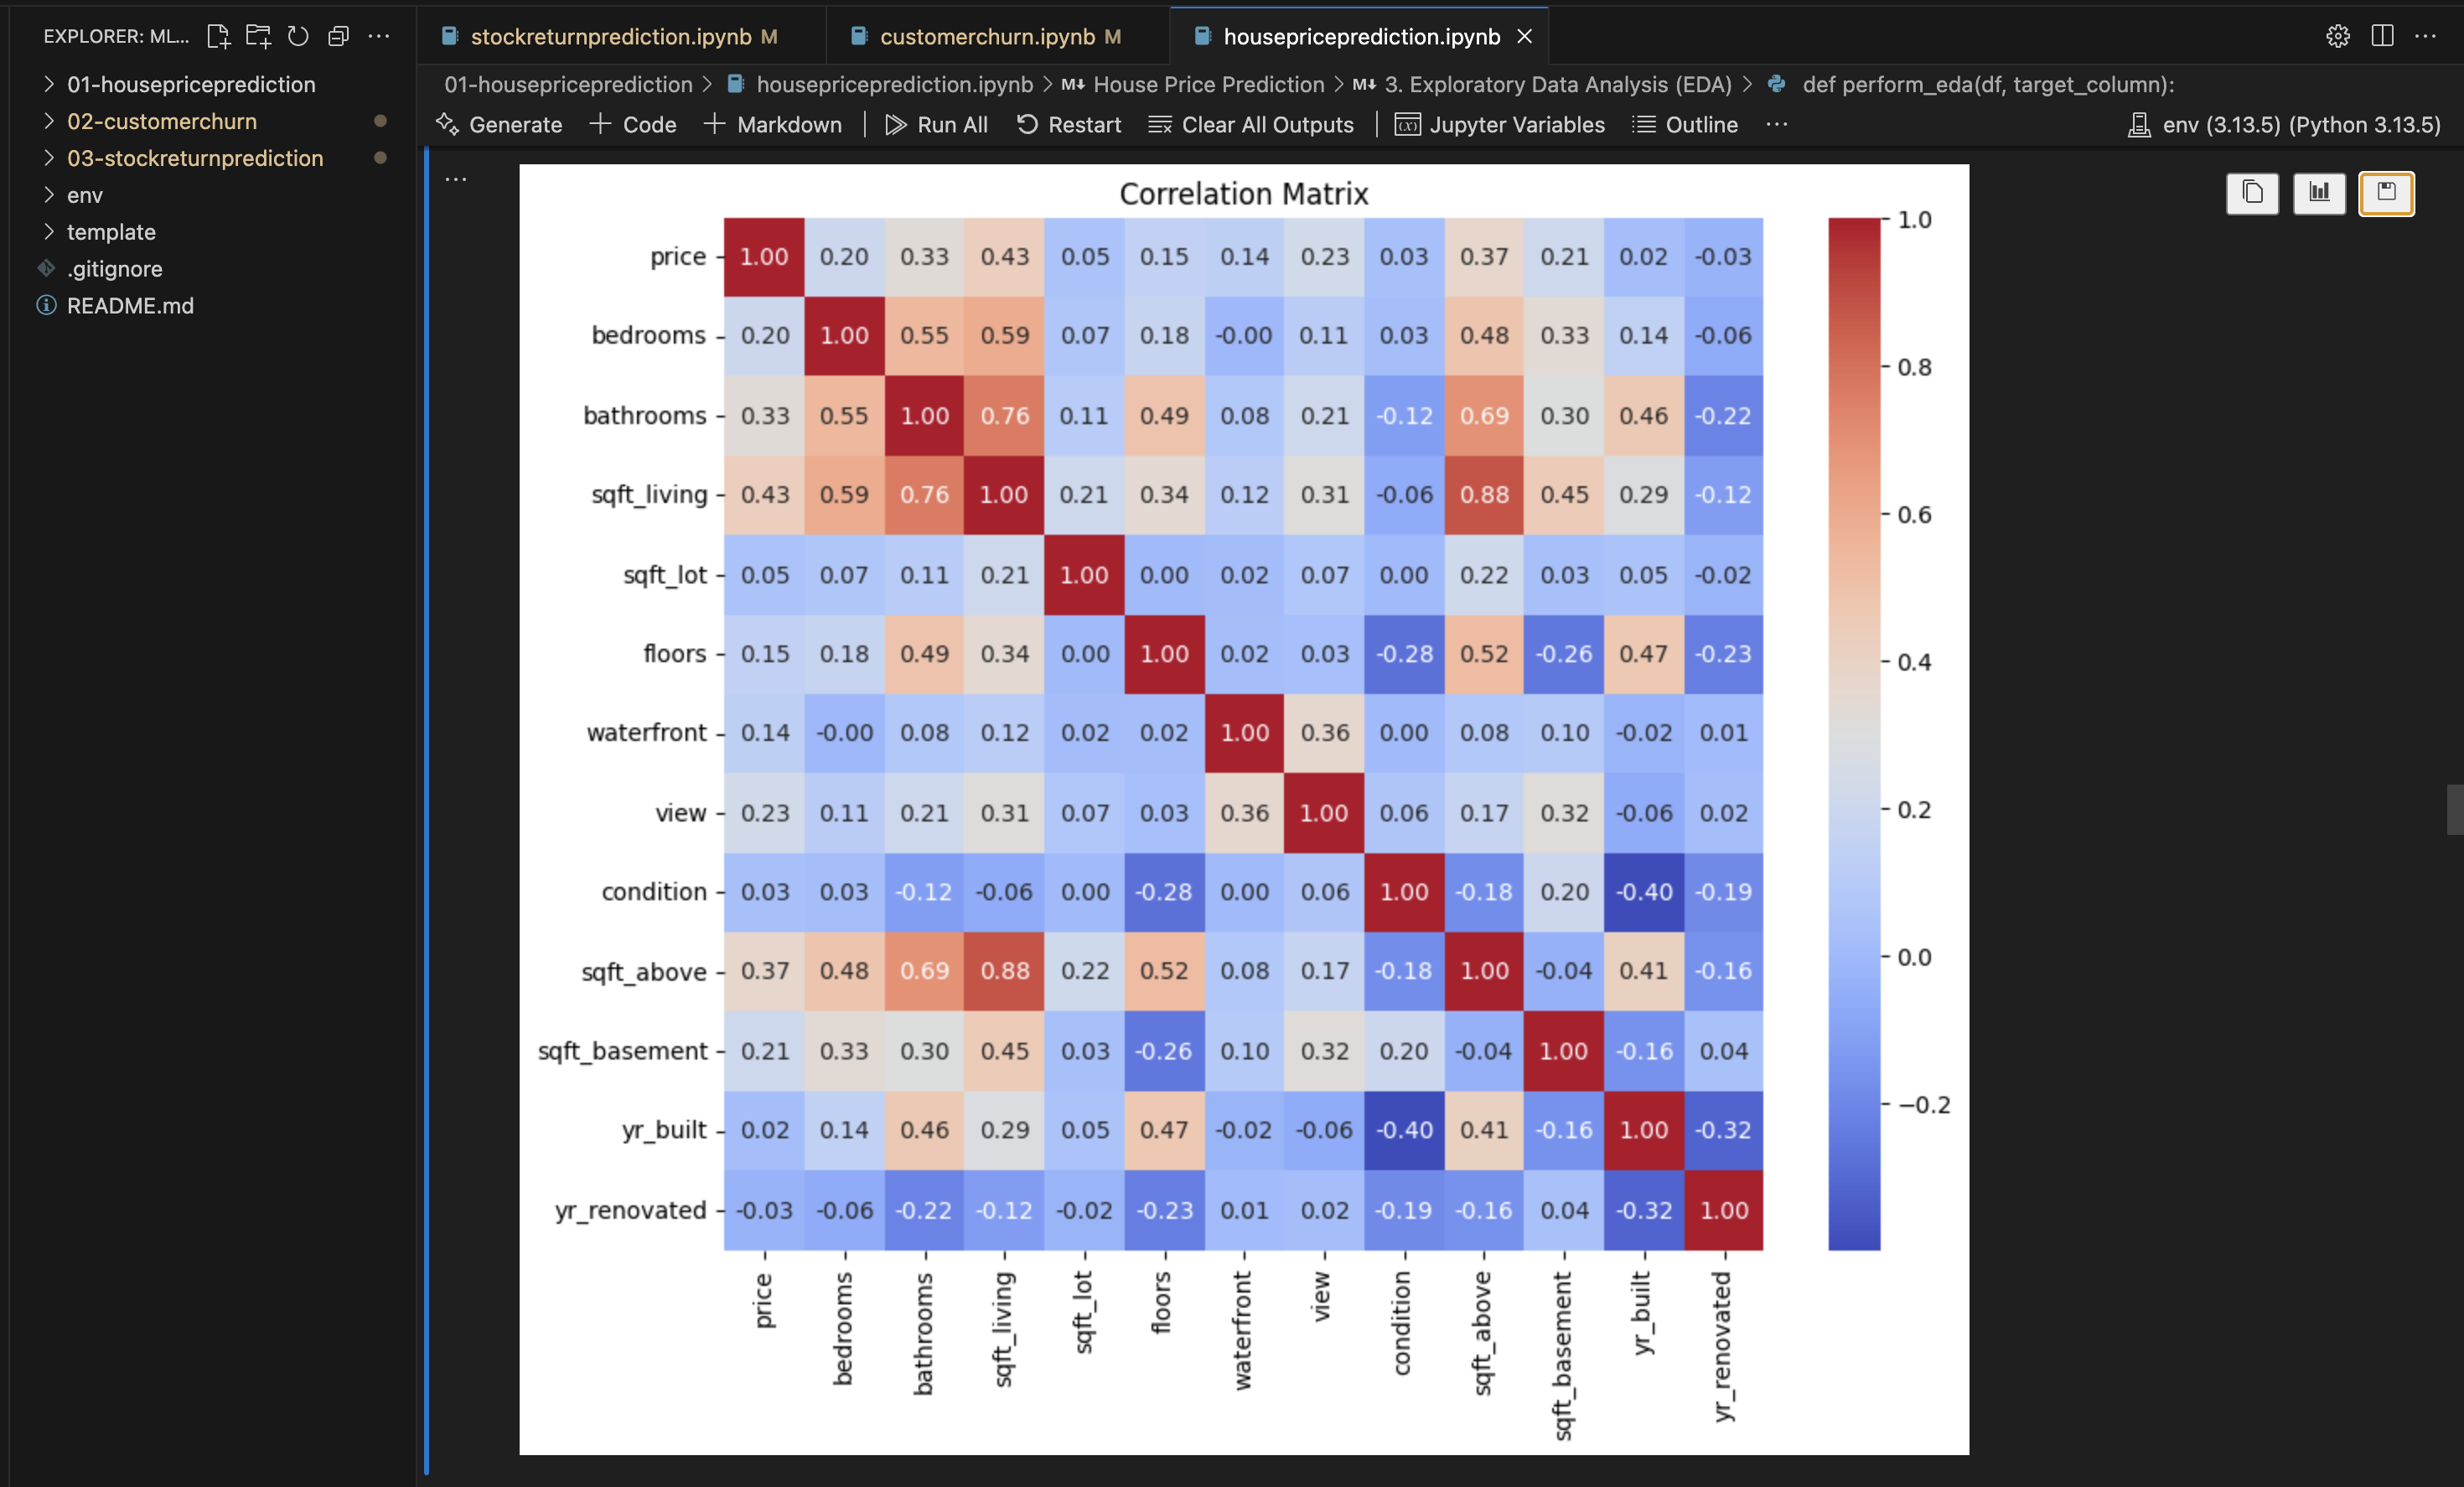 EXPLORER: ML...
01-housepriceprediction
02-customerchurn
03-stockreturnprediction
env
template
.gitignore
README.md
stockreturnprediction.ipynb M
customerchurn.ipynb M
housepriceprediction.ipynb
01-housepriceprediction > housepriceprediction.ipynb > M↓ House Price Prediction > M↓ 3. Exploratory Data Analysis (EDA) > def perform_eda(df, target_column):
Generate + Code + Markdown | Run All Restart Clear All Outputs | Jupyter Variables Outline ... env (3.13.5) (Python 3.13.5)
Correlation Matrix
price 1.00 0.20 0.33 0.43 0.05 0.15 0.14 0.23 0.03 0.37 0.21 0.02 -0.03
bedrooms 0.20 1.00 0.55 0.59 0.07 0.18 -0.00 0.11 0.03 0.48 0.33 0.14 -0.06
bathrooms 0.33 0.55 1.00 0.76 0.11 0.49 0.08 0.21 -0.12 0.69 0.30 0.46 -0.22
sqft_living 0.43 0.59 0.76 1.00 0.21 0.34 0.12 0.31 -0.06 0.88 0.45 0.29 -0.12
sqft_lot 0.05 0.07 0.11 0.21 1.00 0.00 0.02 0.07 0.00 0.22 0.03 0.05 -0.02
floors 0.15 0.18 0.49 0.34 0.00 1.00 0.02 0.03 -0.28 0.52 -0.26 0.47 -0.23
waterfront 0.14 -0.00 0.08 0.12 0.02 0.02 1.00 0.36 0.00 0.08 0.10 -0.02 0.01
view 0.23 0.11 0.21 0.31 0.07 0.03 0.36 1.00 0.06 0.17 0.32 -0.06 0.02
condition 0.03 0.03 -0.12 -0.06 0.00 -0.28 0.00 0.06 1.00 -0.18 0.20 -0.40 -0.19
sqft_above 0.37 0.48 0.69 0.88 0.22 0.52 0.08 0.17 -0.18 1.00 -0.04 0.41 -0.16
sqft_basement 0.21 0.33 0.30 0.45 0.03 -0.26 0.10 0.32 0.20 -0.04 1.00 -0.16 0.04
yr_built 0.02 0.14 0.46 0.29 0.05 0.47 -0.02 -0.06 -0.40 0.41 -0.16 1.00 -0.32
yr_renovated -0.03 -0.06 -0.22 -0.12 -0.02 -0.23 0.01 0.02 -0.19 -0.16 0.04 -0.32 1.00
price
bedrooms
bathrooms
sqft_living
sqft_lot
floors
waterfront
view
condition
sqft_above
sqft_basement
yr_built
yr_renovated
1.0
0.8
0.6
0.4
0.2
0.0
−0.2